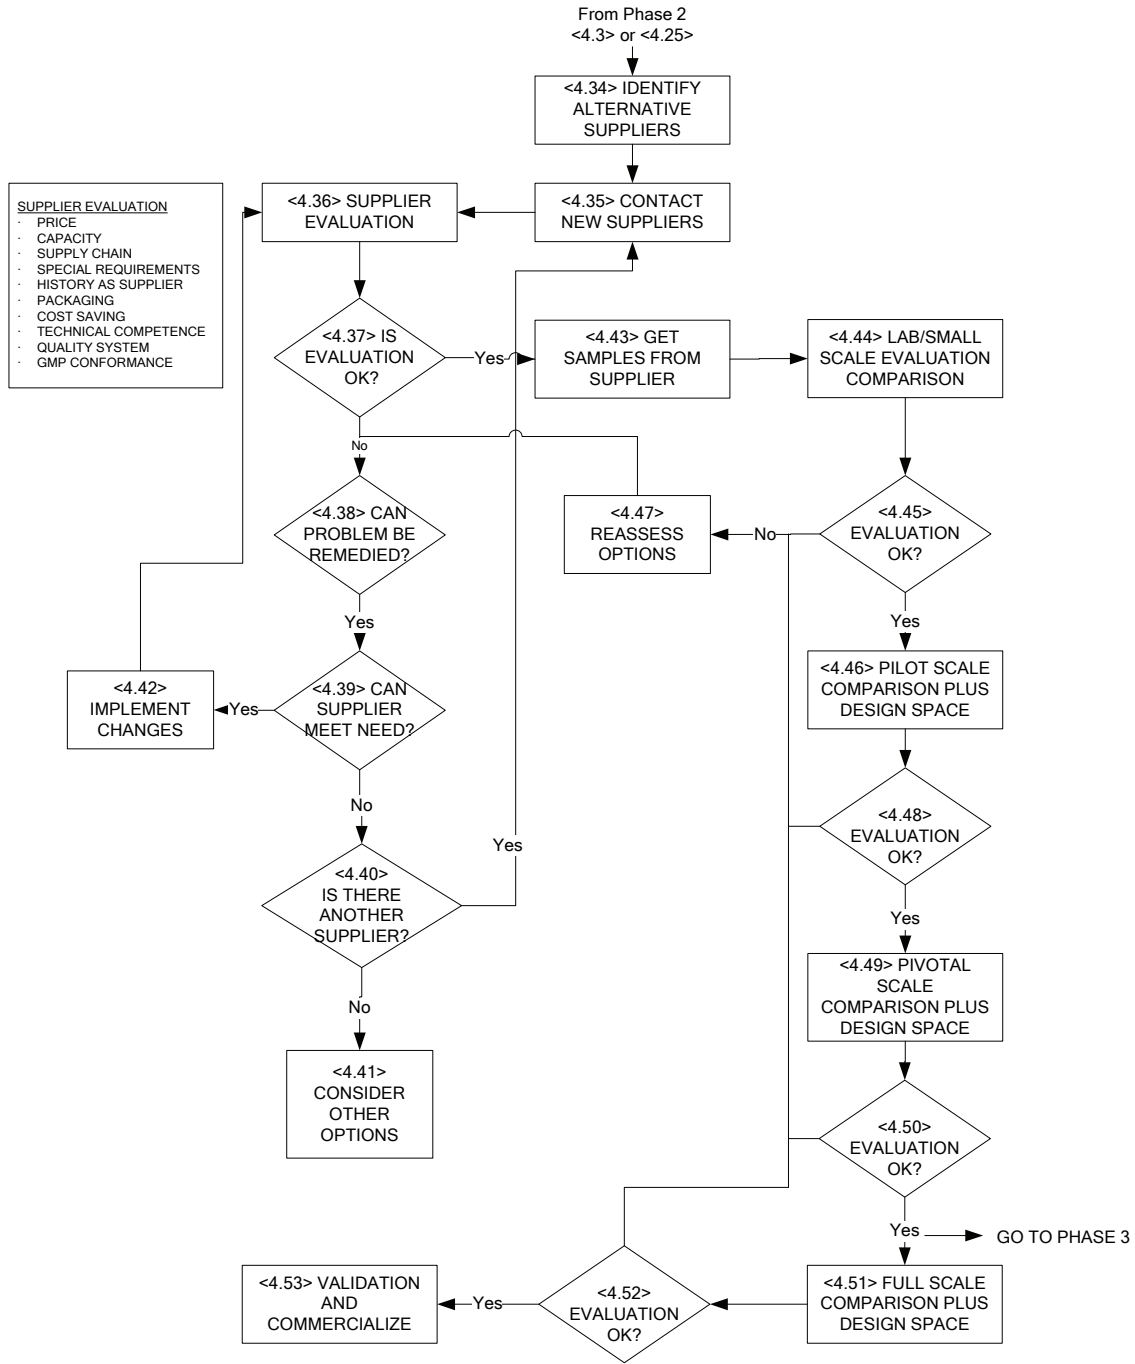 From Phase 2
<4.3> or <4.25>
<4.34> IDENTIFY
ALTERNATIVE
SUPPLIERS
SUPPLIER EVALUATION
· PRICE
· CAPACITY
· SUPPLY CHAIN
· SPECIAL REQUIREMENTS
· HISTORY AS SUPPLIER
· PACKAGING
· COST SAVING
· TECHNICAL COMPETENCE
· QUALITY SYSTEM
· GMP CONFORMANCE
<4.36> SUPPLIER
EVALUATION
<4.35> CONTACT
NEW SUPPLIERS
<4.37> IS
EVALUATION
OK?
Yes
<4.43> GET
SAMPLES FROM
SUPPLIER
<4.44> LAB/SMALL
SCALE EVALUATION
COMPARISON
No
<4.38> CAN
PROBLEM BE
REMEDIED?
<4.47>
REASSESS
OPTIONS
No
<4.45>
EVALUATION
OK?
Yes
Yes
<4.42>
IMPLEMENT
CHANGES
Yes
<4.39> CAN
SUPPLIER
MEET NEED?
<4.46> PILOT SCALE
COMPARISON PLUS
DESIGN SPACE
No
<4.48>
EVALUATION
OK?
Yes
<4.40>
IS THERE
ANOTHER
SUPPLIER?
Yes
<4.49> PIVOTAL
SCALE
COMPARISON PLUS
DESIGN SPACE
No
<4.41>
CONSIDER
OTHER
OPTIONS
<4.50>
EVALUATION
OK?
Yes
GO TO PHASE 3
<4.53> VALIDATION
AND
COMMERCIALIZE
Yes
<4.52>
EVALUATION
OK?
<4.51> FULL SCALE
COMPARISON PLUS
DESIGN SPACE